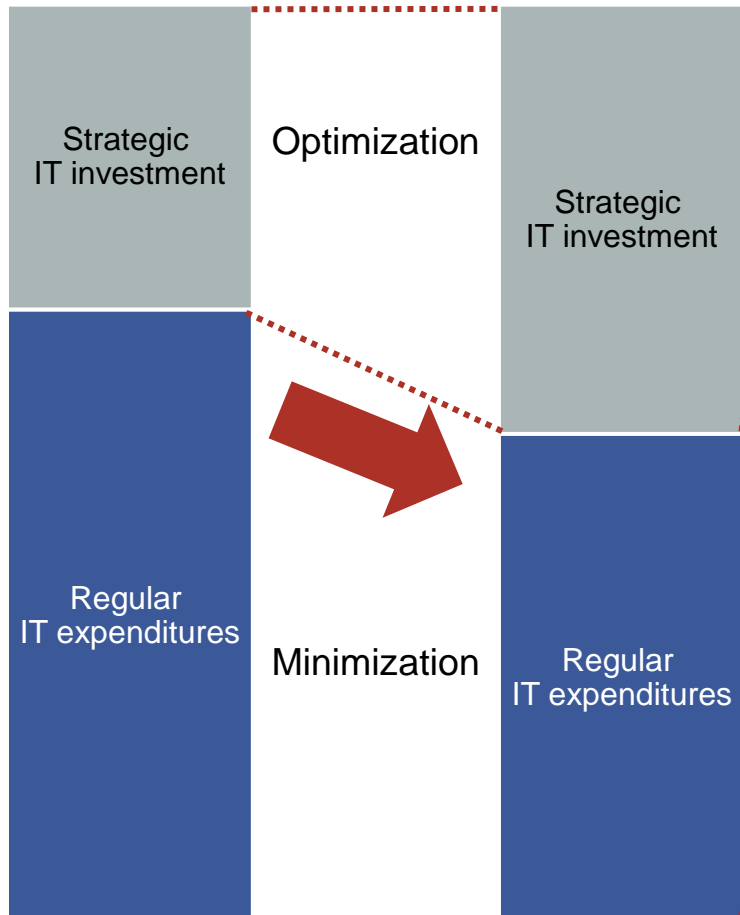 Strategic
IT investment
Optimization
Strategic
IT investment
Regular
IT expenditures
Minimization
Regular
IT expenditures